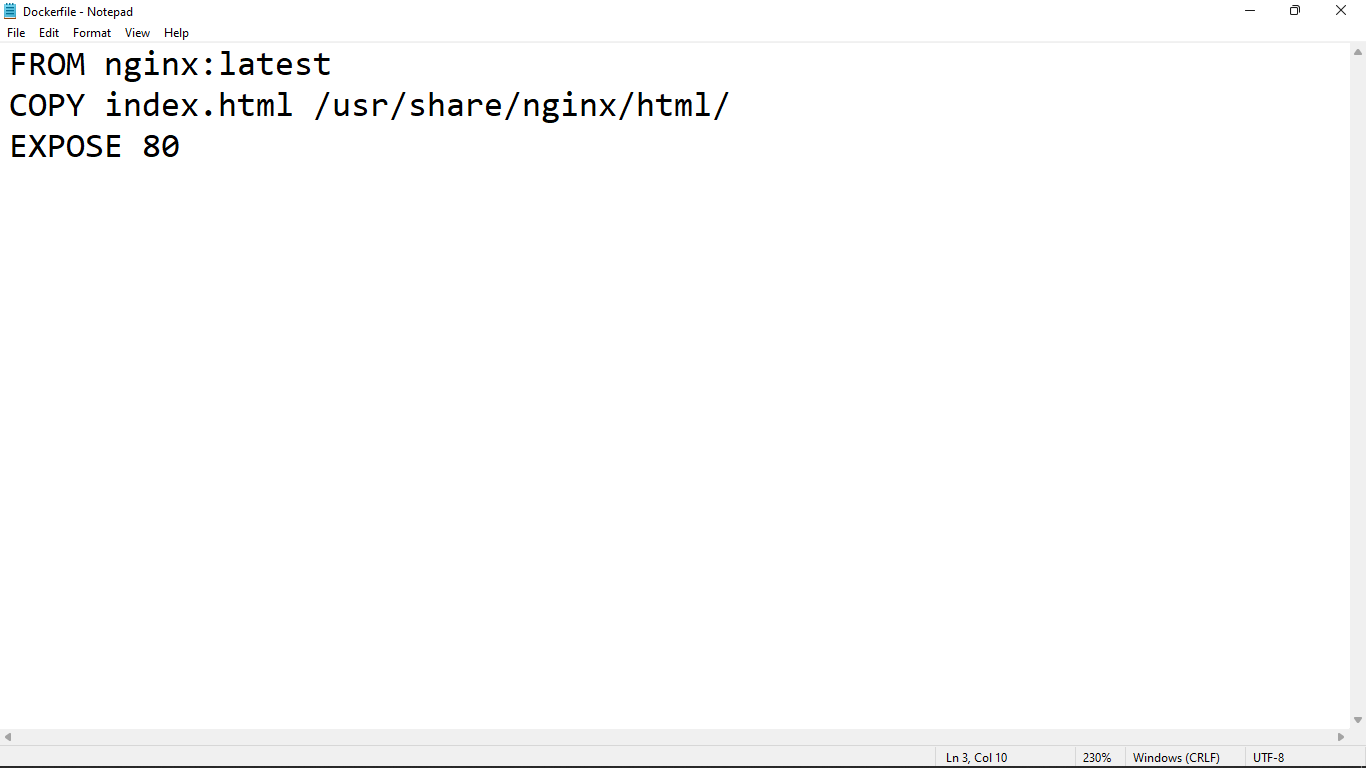 Dockerfile - Notepad
File Edit Format View Help
FROM nginx:latest
COPY index.html /usr/share/nginx/html/
EXPOSE 80
Ln 3, Col 10 230% Windows (CRLF) UTF-8